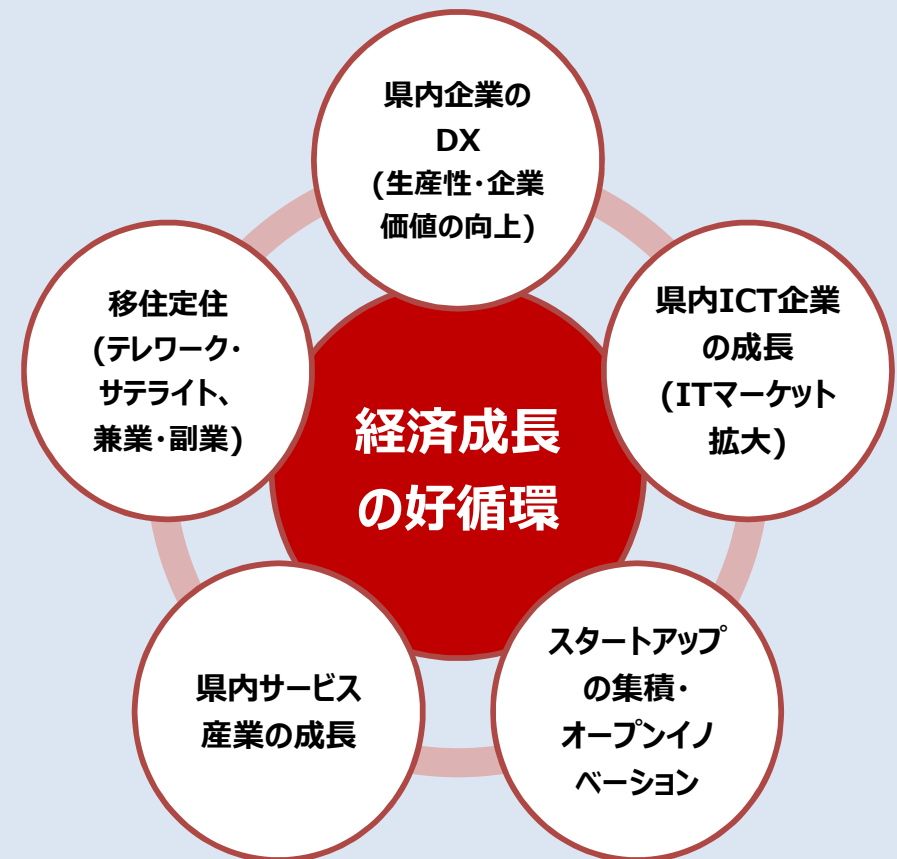 県内企業の
DX
(生産性・企業
価値の向上)
移住定住
(テレワーク・
サテライト、
兼業・副業)
県内ICT企業
の成長
(ITマーケット
拡大)
経済成長
の好循環
県内サービス
産業の成長
スタートアップ
の集積・
オープンイノ
ベーション